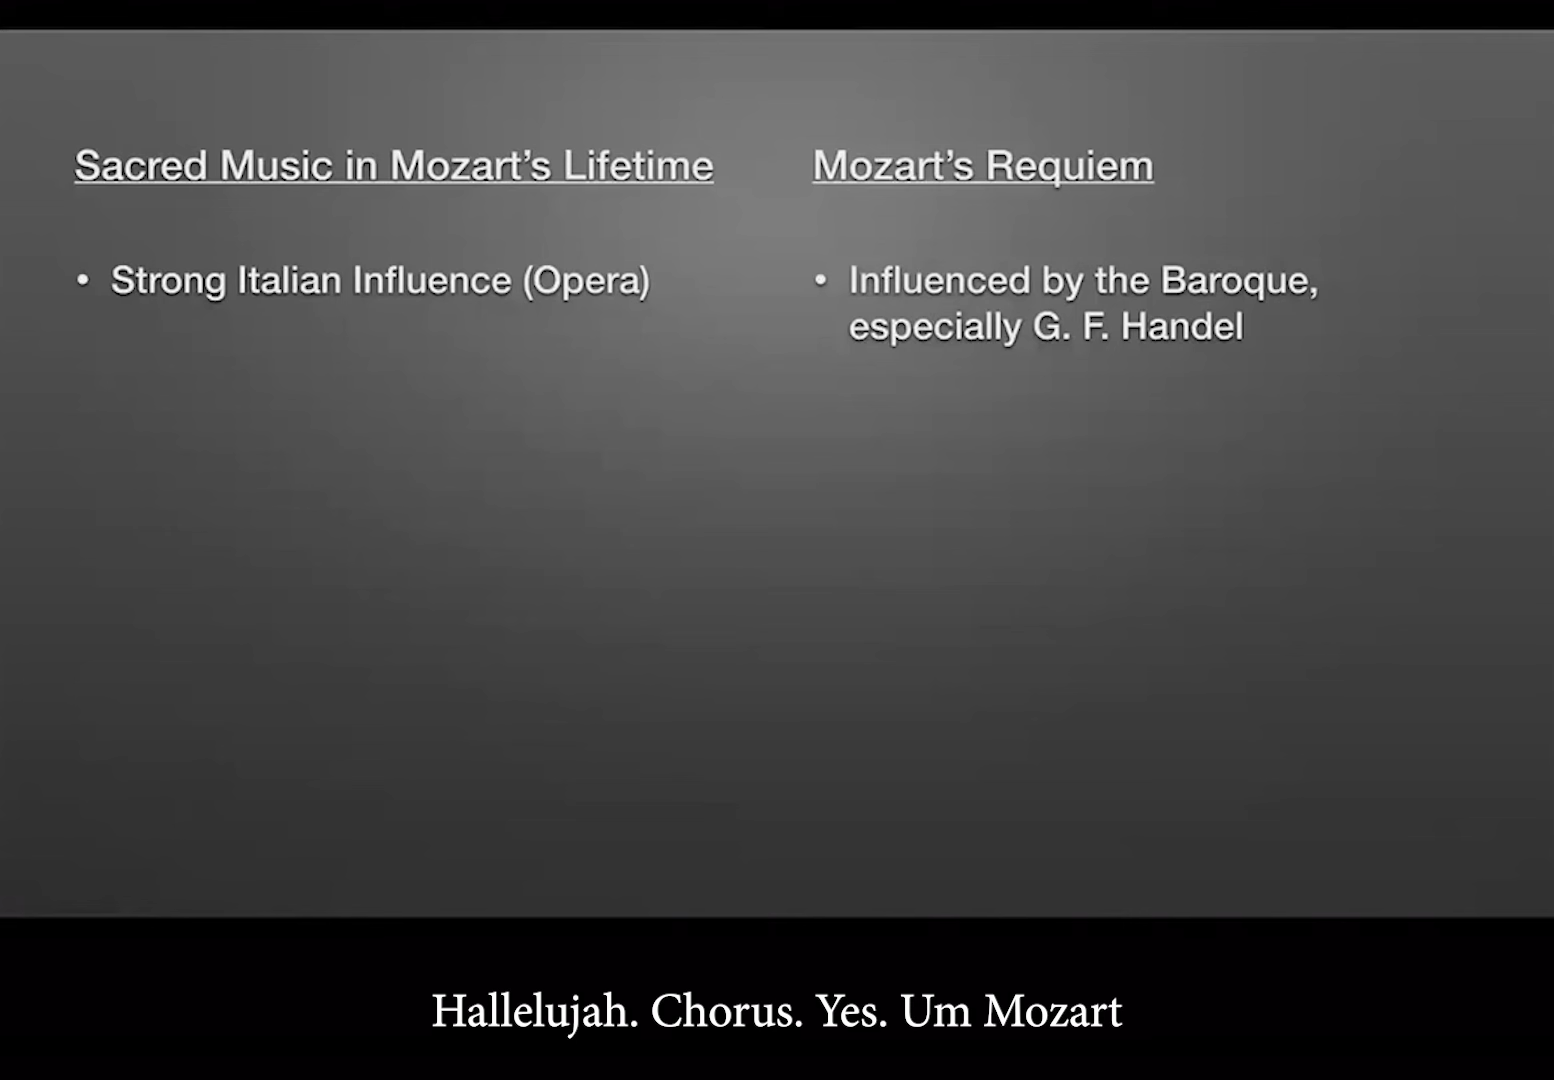 Sacred Music in Mozart’s Lifetime
• Strong Italian Influence (Opera)
Mozart’s Requiem
• Influenced by the Baroque,
especially G. F. Handel
Hallelujah. Chorus. Yes. Um Mozart